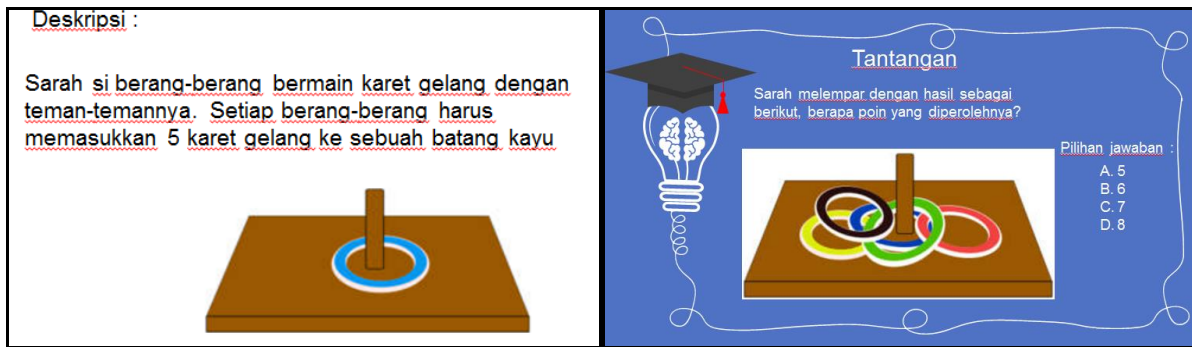 Deskripsi :
Sarah si berang-berang bermain karet gelang dengan
teman-temannya. Setiap berang-berang harus
memasukkan 5 karet gelang ke sebuah batang kayu
Tantangan
Sarah melempar dengan hasil sebagai
berikut, berapa poin yang diperolehnya?
Pilihan jawaban :
A. 5
B. 6
C. 7
D. 8